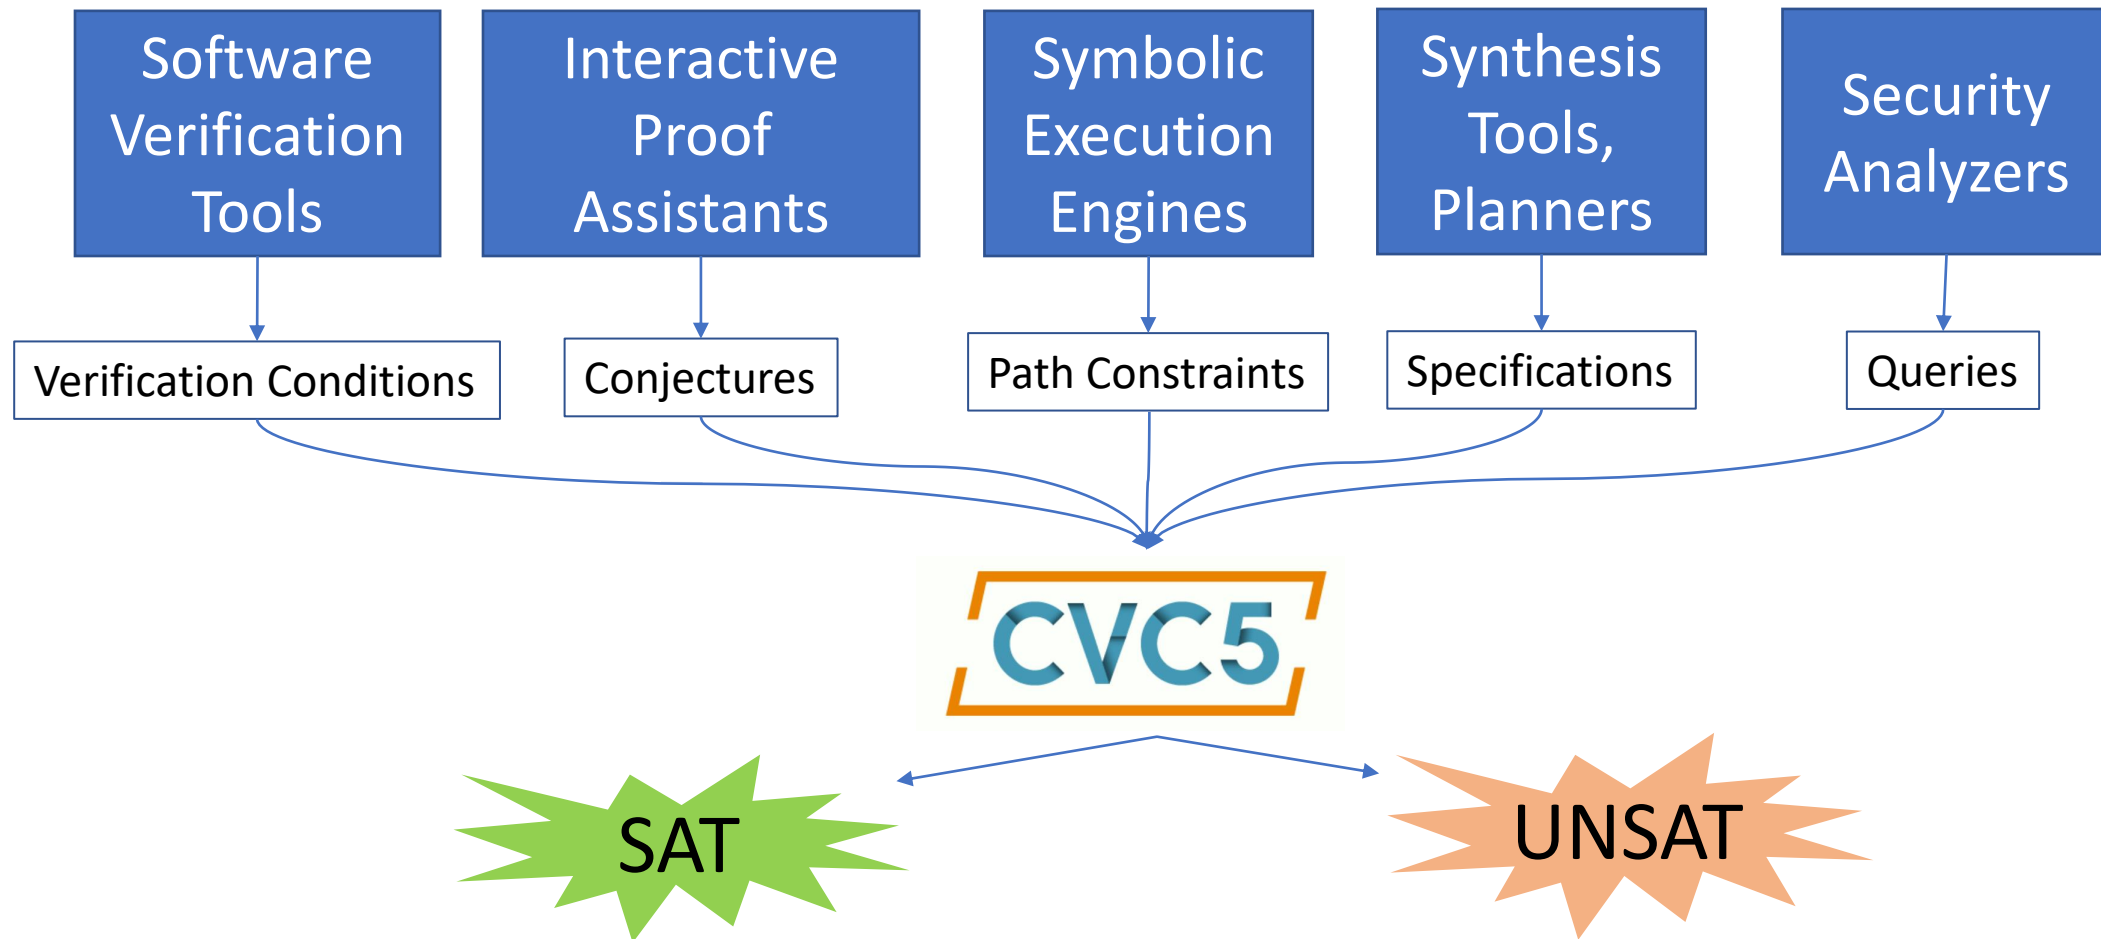 Software
Verification
Tools
Interactive
Proof
Assistants
Symbolic
Execution
Engines
Synthesis
Tools,
Planners
Security
Analyzers
Verification Conditions
Conjectures
Path Constraints
Specifications
Queries
CVC5
SAT
UNSAT